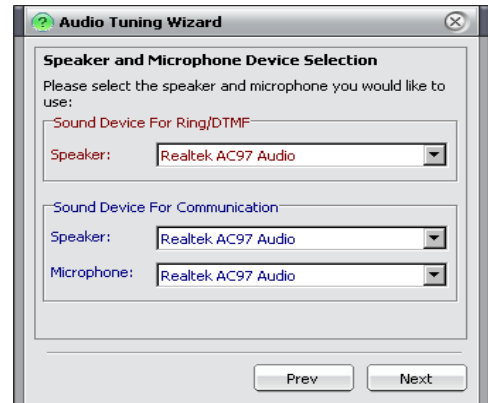 Audio Tuning Wizard
Speaker and Microphone Device Selection
Please select the speaker and microphone you would like to
use:
Sound Device For Ring/DTMF
Speaker: Realtek AC97 Audio
Sound Device For Communication
Speaker: Realtek AC97 Audio
Microphone: Realtek AC97 Audio
Prev Next